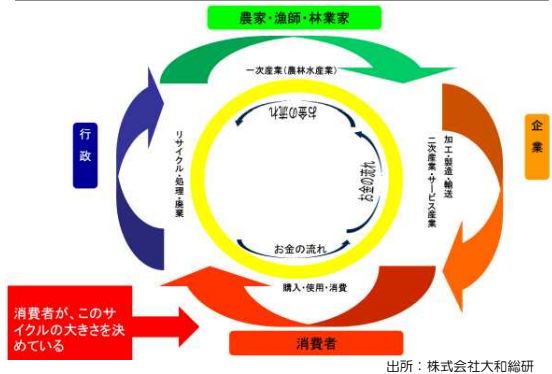 農家・漁師・林業家
一次産業(農林水産業)
お金の流れ
行政
リサイクル・処理・廃棄
お金の流れ
加工・製造・輸送
二次産業・サービス産業
企業
お金の流れ
購入・使用・消費
消費者が、このサ
イクルの大きさを決
めている
消費者
出所：株式会社大和総研